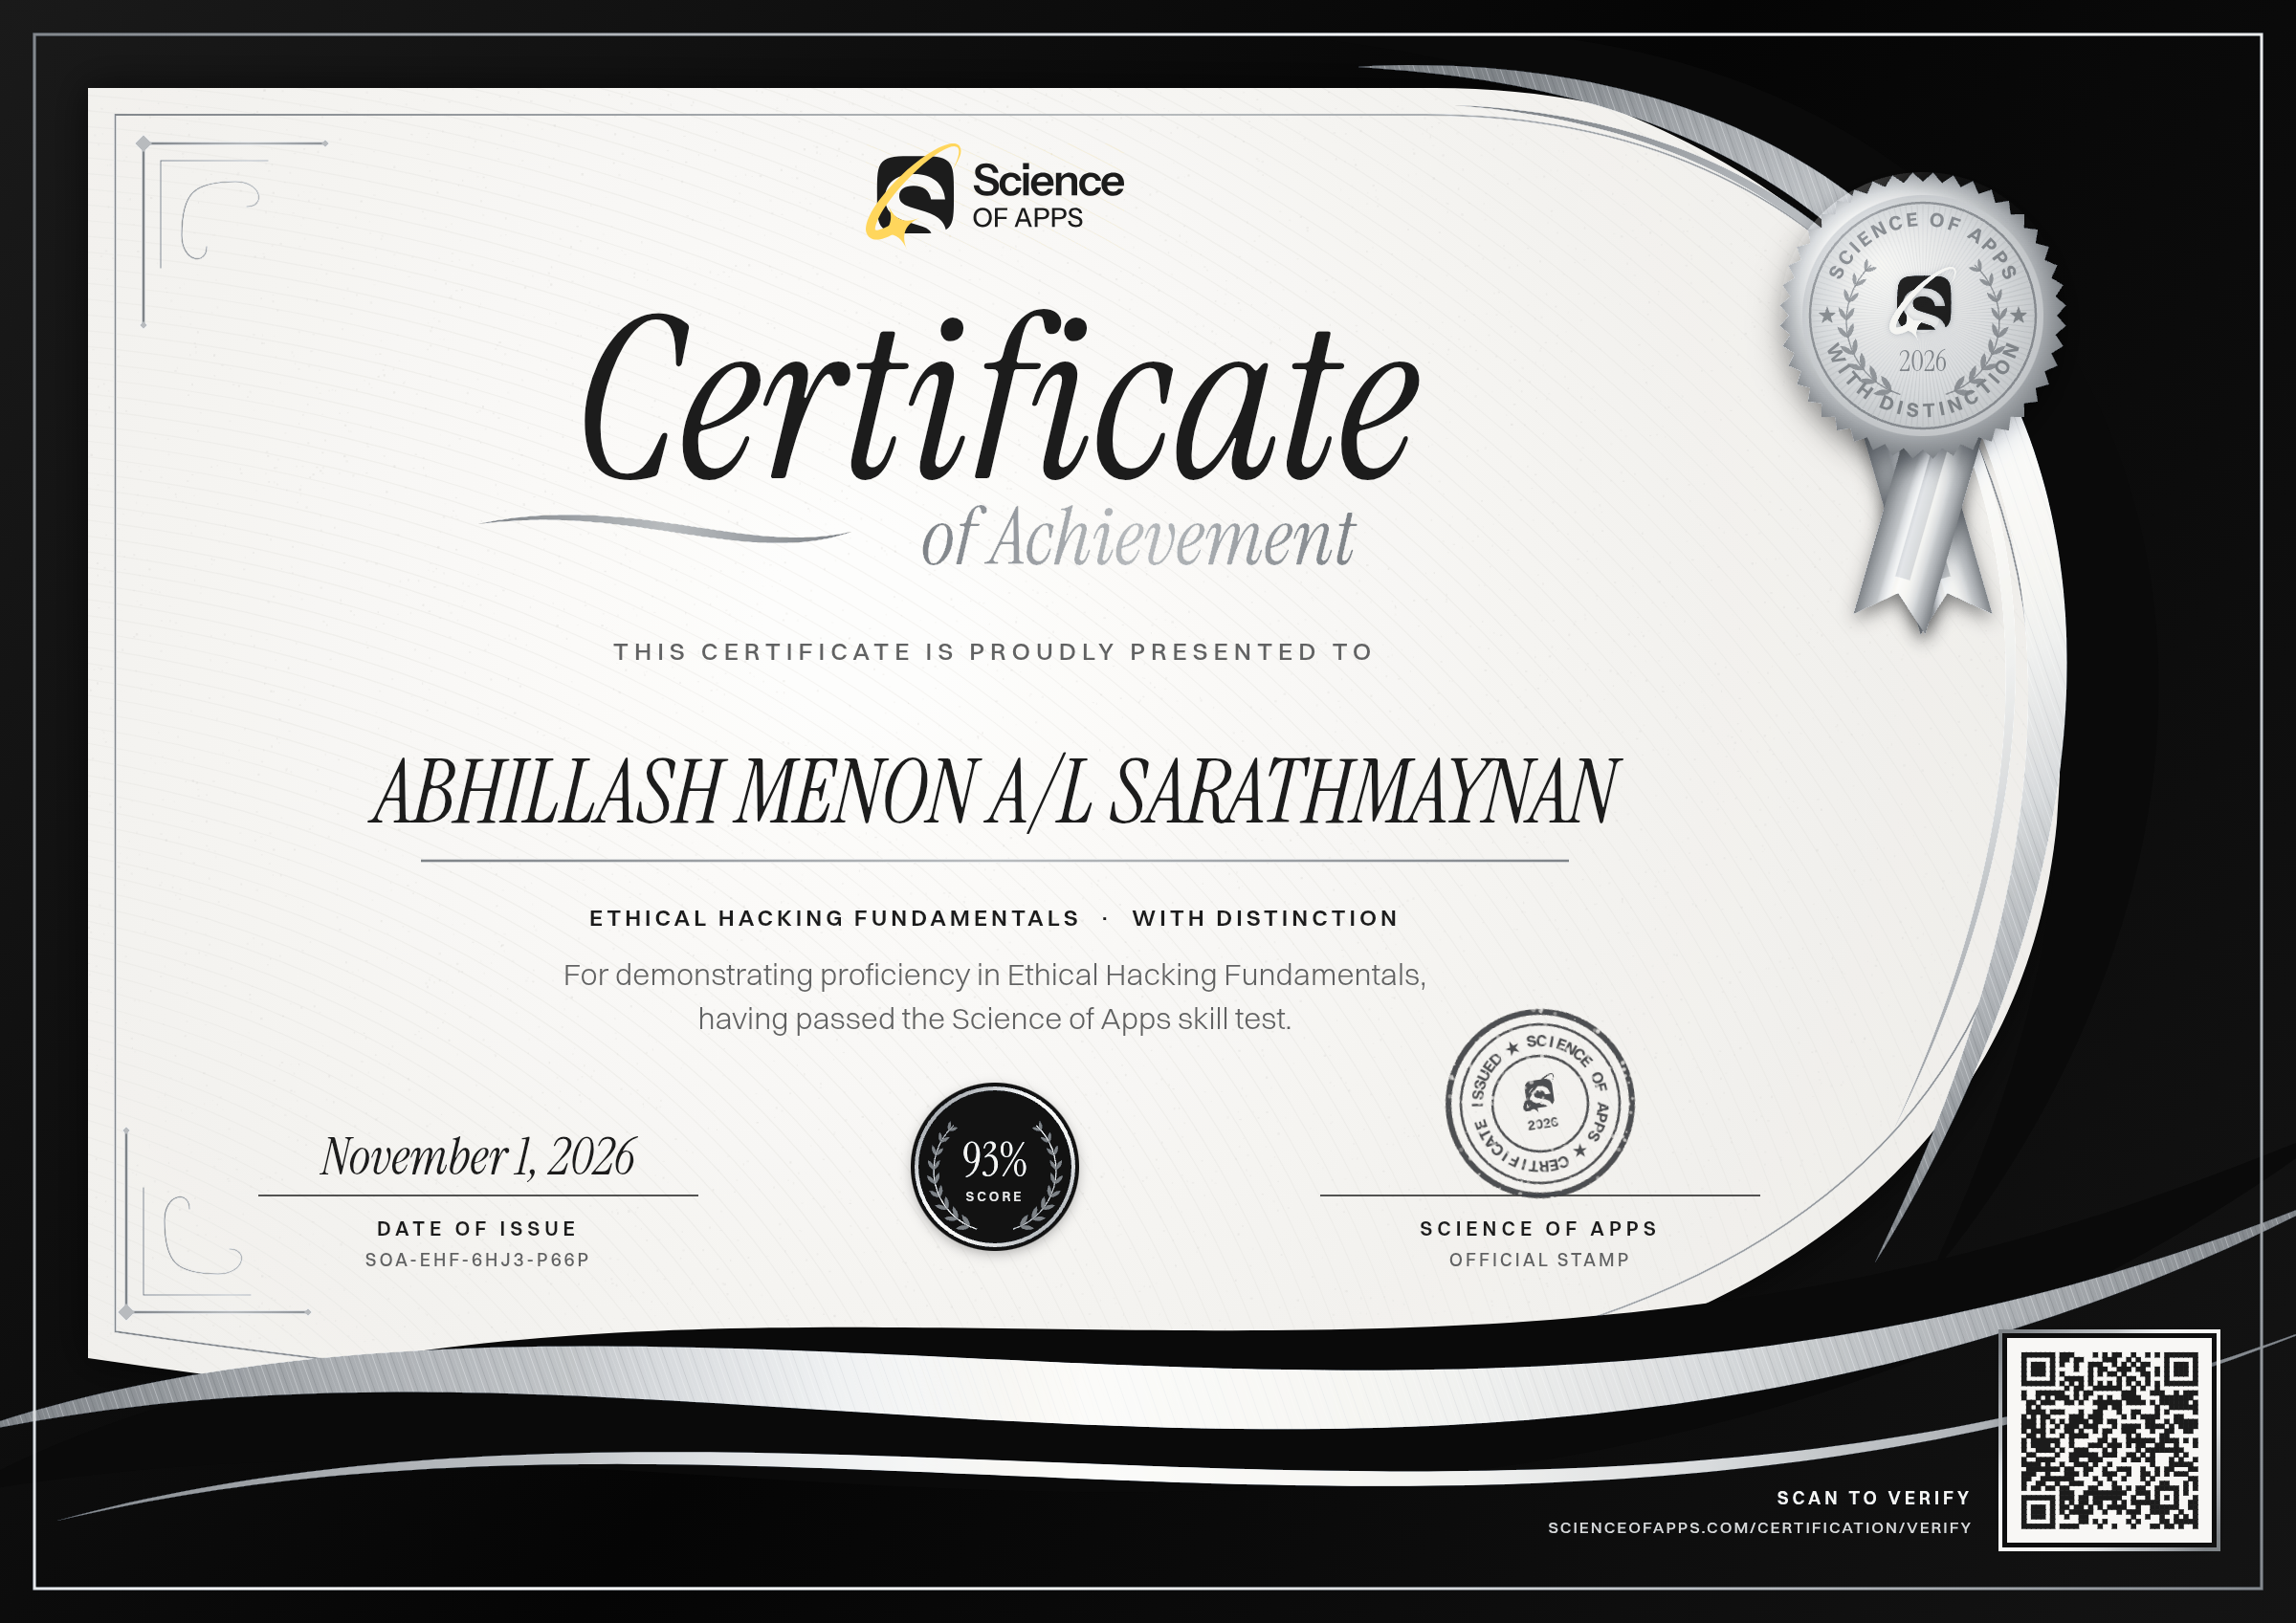 Science
OF APPS
SCIENCE OF APPS
2026
WITH DISTINCTION
Certificate
of Achievement
THIS CERTIFICATE IS PROUDLY PRESENTED TO
ABHILLASH MENON A/L SARATHMAYNAN
ETHICAL HACKING FUNDAMENTALS · WITH DISTINCTION
For demonstrating proficiency in Ethical Hacking Fundamentals,
having passed the Science of Apps skill test.
November 1, 2026
DATE OF ISSUE
SOA-EHF-6HJ3-P66P
93%
SCORE
SCIENCE OF APPS ★ CERTIFICATE ISSUED ★
2026
SCIENCE OF APPS
OFFICIAL STAMP
SCAN TO VERIFY
SCIENCEOFAPPS.COM/CERTIFICATION/VERIFY